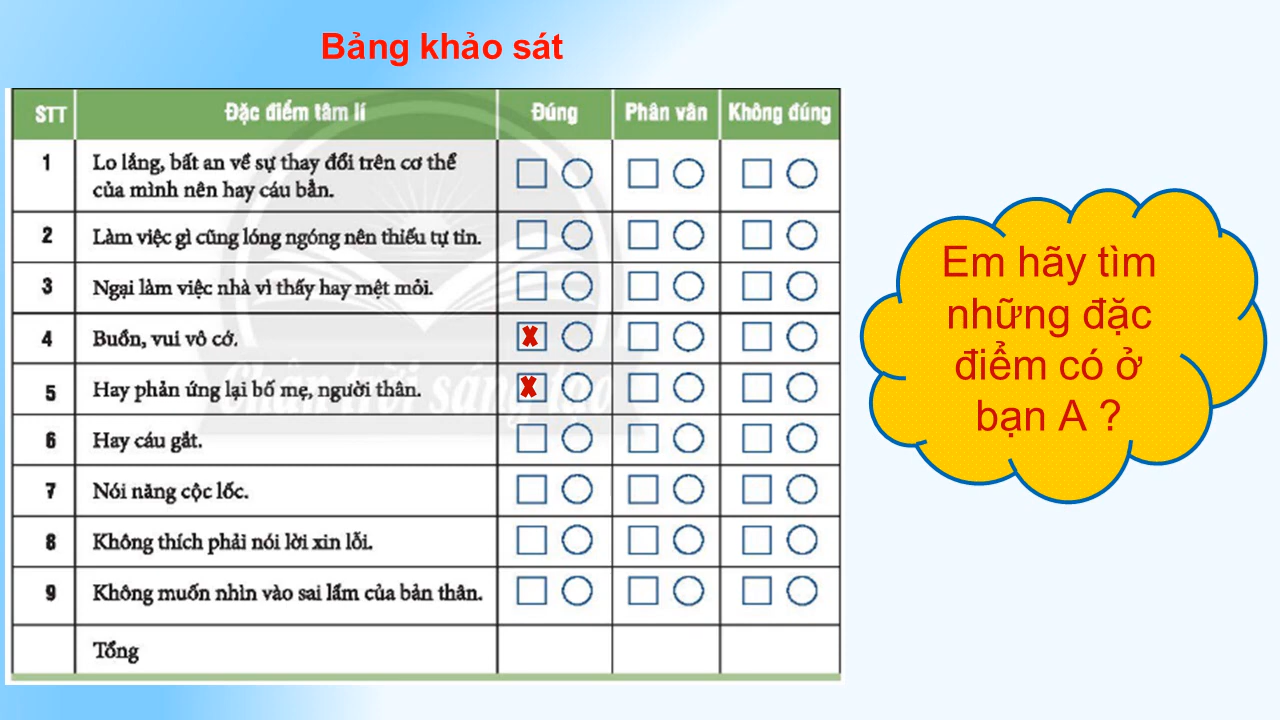 Bảng khảo sát
STT Đặc điểm tâm lí Đúng Phân vân Không đúng
1 Lo lắng, bất an về sự thay đổi trên cơ thể
của mình nên hay cáu bẳn.
2 Làm việc gì cũng lóng ngóng nên thiếu tự tin.
3 Ngại làm việc nhà vì thấy hay mệt mỏi.
4 Buồn, vui vô cớ.
5 Hay phản ứng lại bố mẹ, người thân.
6 Hay cáu gắt.
7 Nói năng cộc lốc.
8 Không thích phải nói lời xin lỗi.
9 Không muốn nhìn vào sai lầm của bản thân.
Tổng
Chân trời sáng tạo
Em hãy tìm
những đặc
điểm có ở
bạn A ?